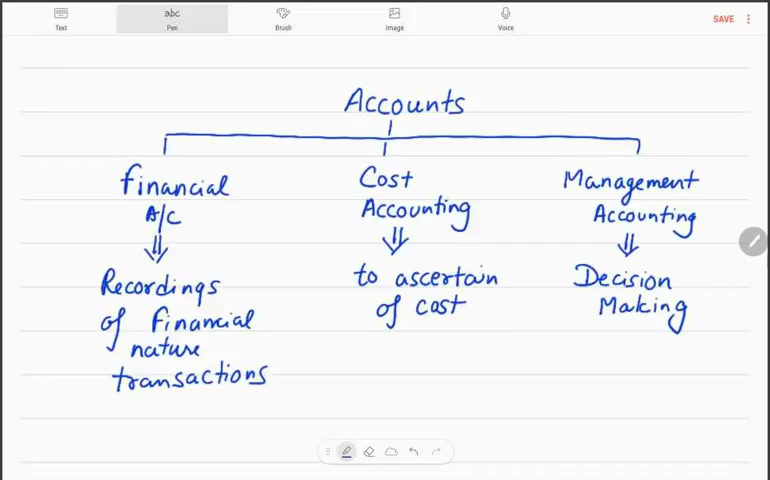 Text
abc
Pen
Brush
Image
Voice
SAVE
Accounts
financial
A/C
Recordings
of financial
nature
transactions
Cost
Accounting
to ascertain
of cost
Management
Accounting
Decision
Making